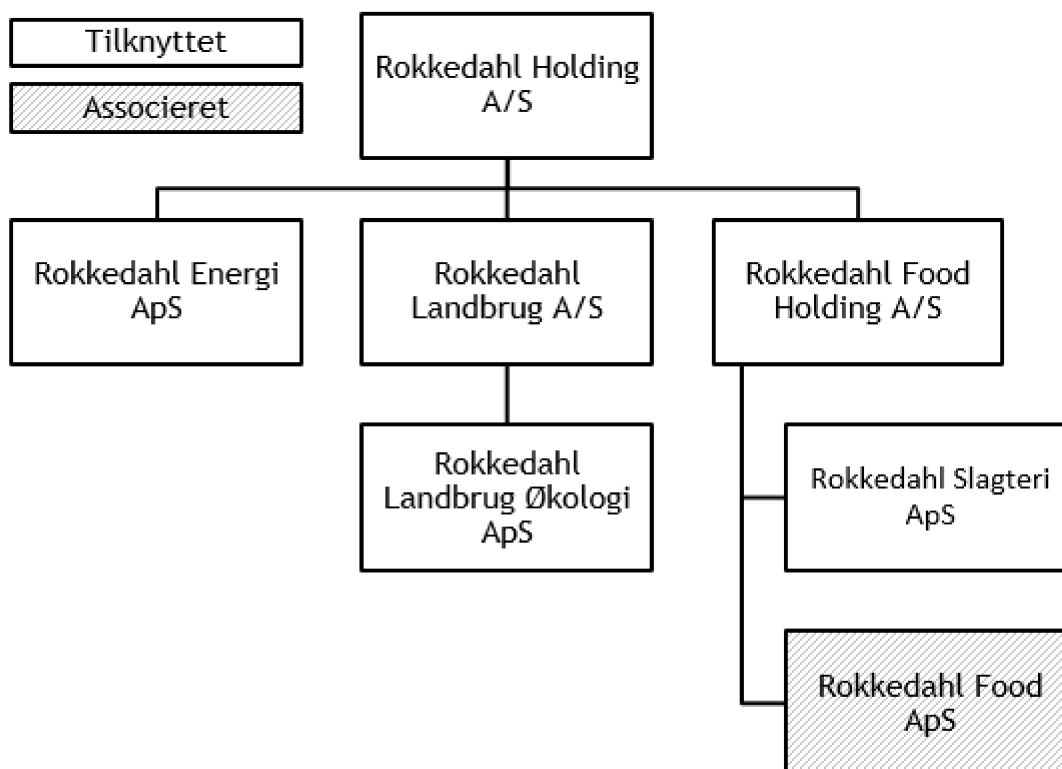 Tilknyttet
Associeret
Rokkedahl Holding
A/S
Rokkedahl Energi
ApS
Rokkedahl
Landbrug A/S
Rokkedahl Food
Holding A/S
Rokkedahl
Landbrug Økologi
ApS
Rokkedahl Slagteri
ApS
Rokkedahl Food
ApS